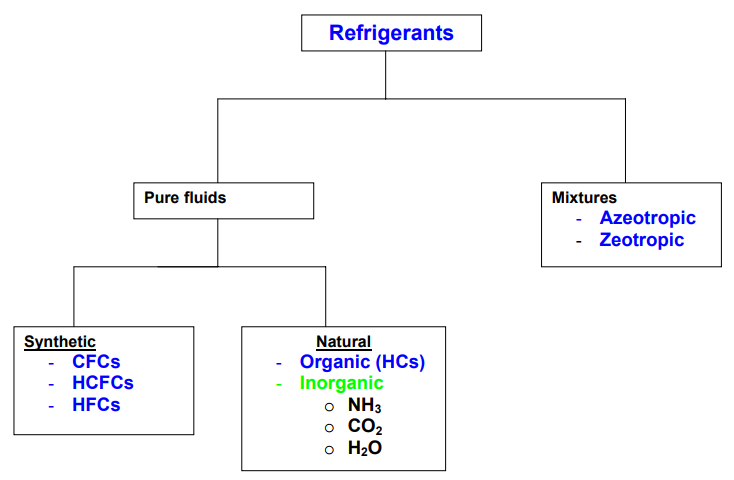 Refrigerants
Pure fluids
Mixtures
- Azeotropic
- Zeotropic
Synthetic
- CFCs
- HCFCs
- HFCs
Natural
- Organic (HCs)
- Inorganic
o NH₃
o CO₂
o H₂O